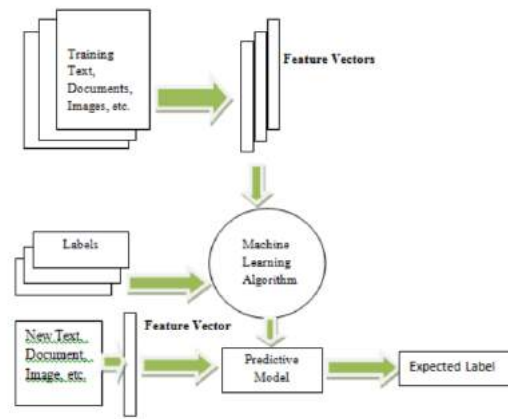 Training
Text,
Documents,
Images, etc.
Feature Vectors
Labels
Machine
Learning
Algorithm
New Text,
Document,
Image, etc.
Feature Vector
Predictive
Model
Expected Label